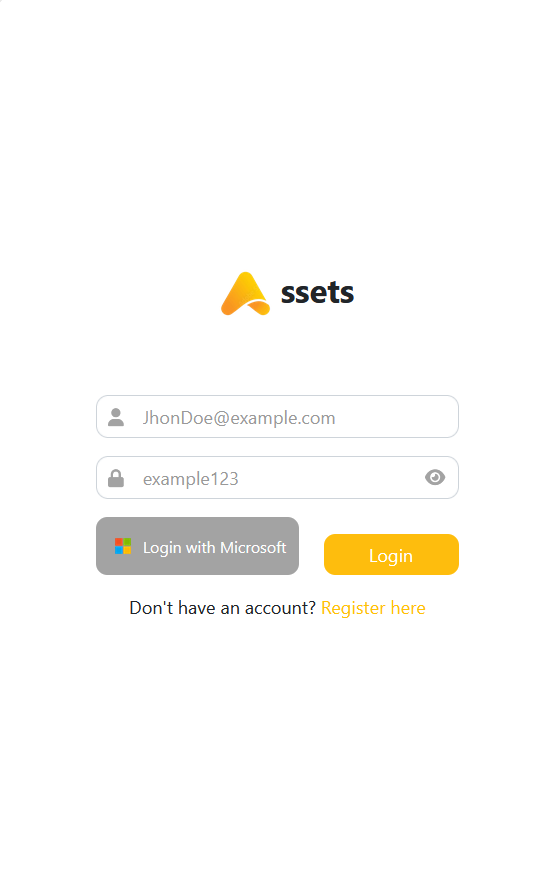 ssets
JhonDoe@example.com
example123
Login with Microsoft
Login
Don't have an account? Register here